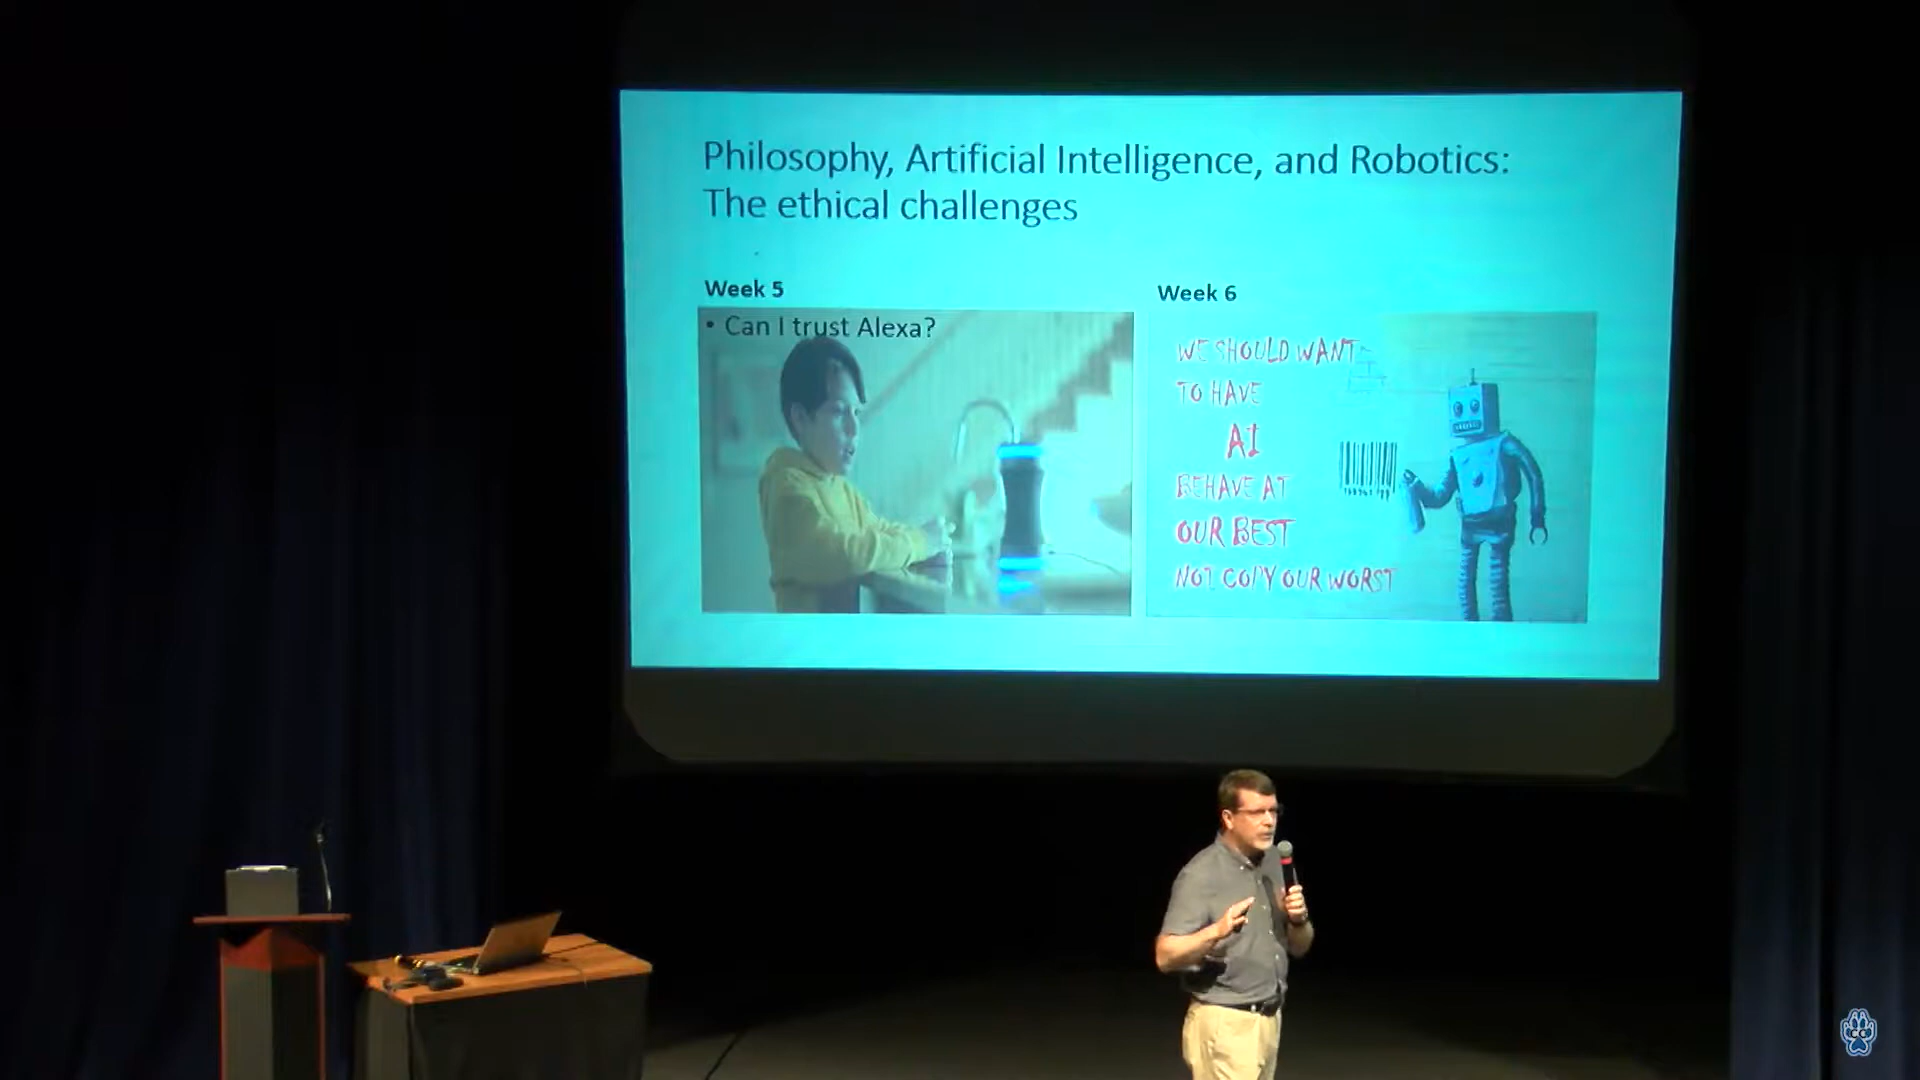 Philosophy, Artificial Intelligence, and Robotics:
The ethical challenges
Week 5
• Can I trust Alexa?
Week 6
WE SHOULD WANT
TO HAVE
AI
BEHAVE AT
OUR BEST
NOT COPY OUR WORST